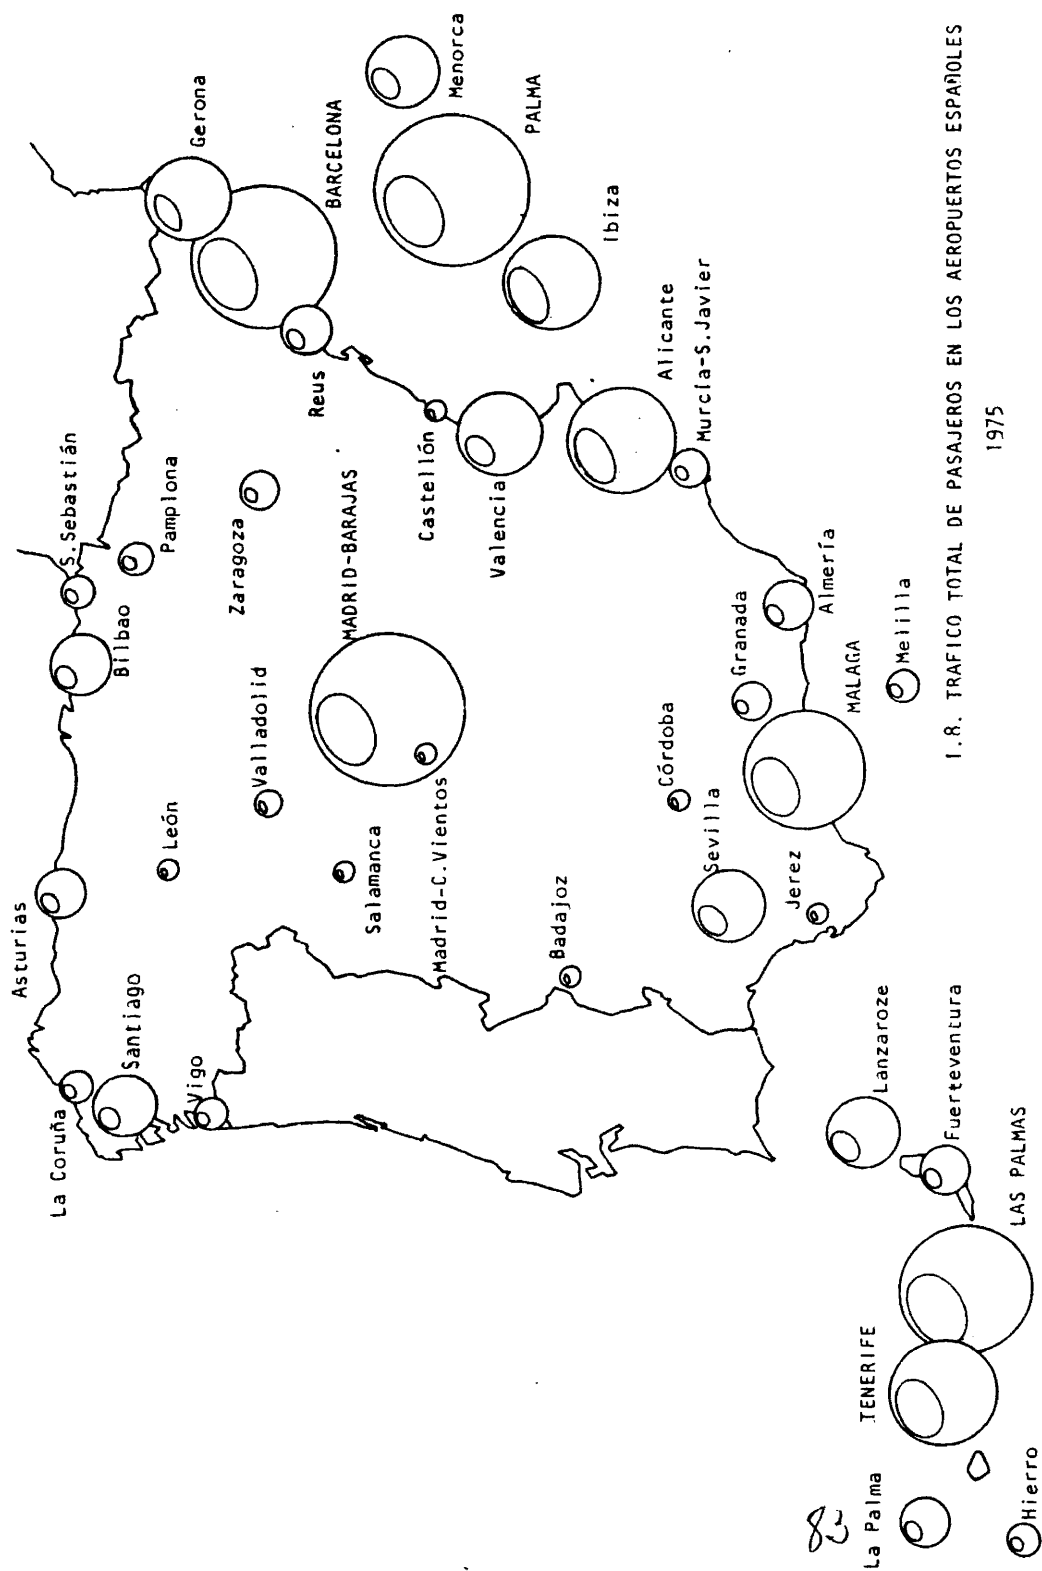 La Coruña
Asturias
S.Sebastián
Bilbao
Santiago
Vigo
León
Pamplona
Gerona
Valladolid
Zaragoza
Reus
BARCELONA
Menorca
Salamanca
MADRID-BARAJAS
Madrid-C.Vientos
Castellón
Valencia
PALMA
Ibiza
Badajoz
Córdoba
Sevilla
Jerez
Granada
Alicante
Murcia-S.Javier
Almería
MALAGA
Melilla
La Palma
TENERIFE
Lanzaroze
Fuerteventura
LAS PALMAS
Hierro
I.R. TRAFICO TOTAL DE PASAJEROS EN LOS AEROPUERTOS ESPAÑOLES
1975